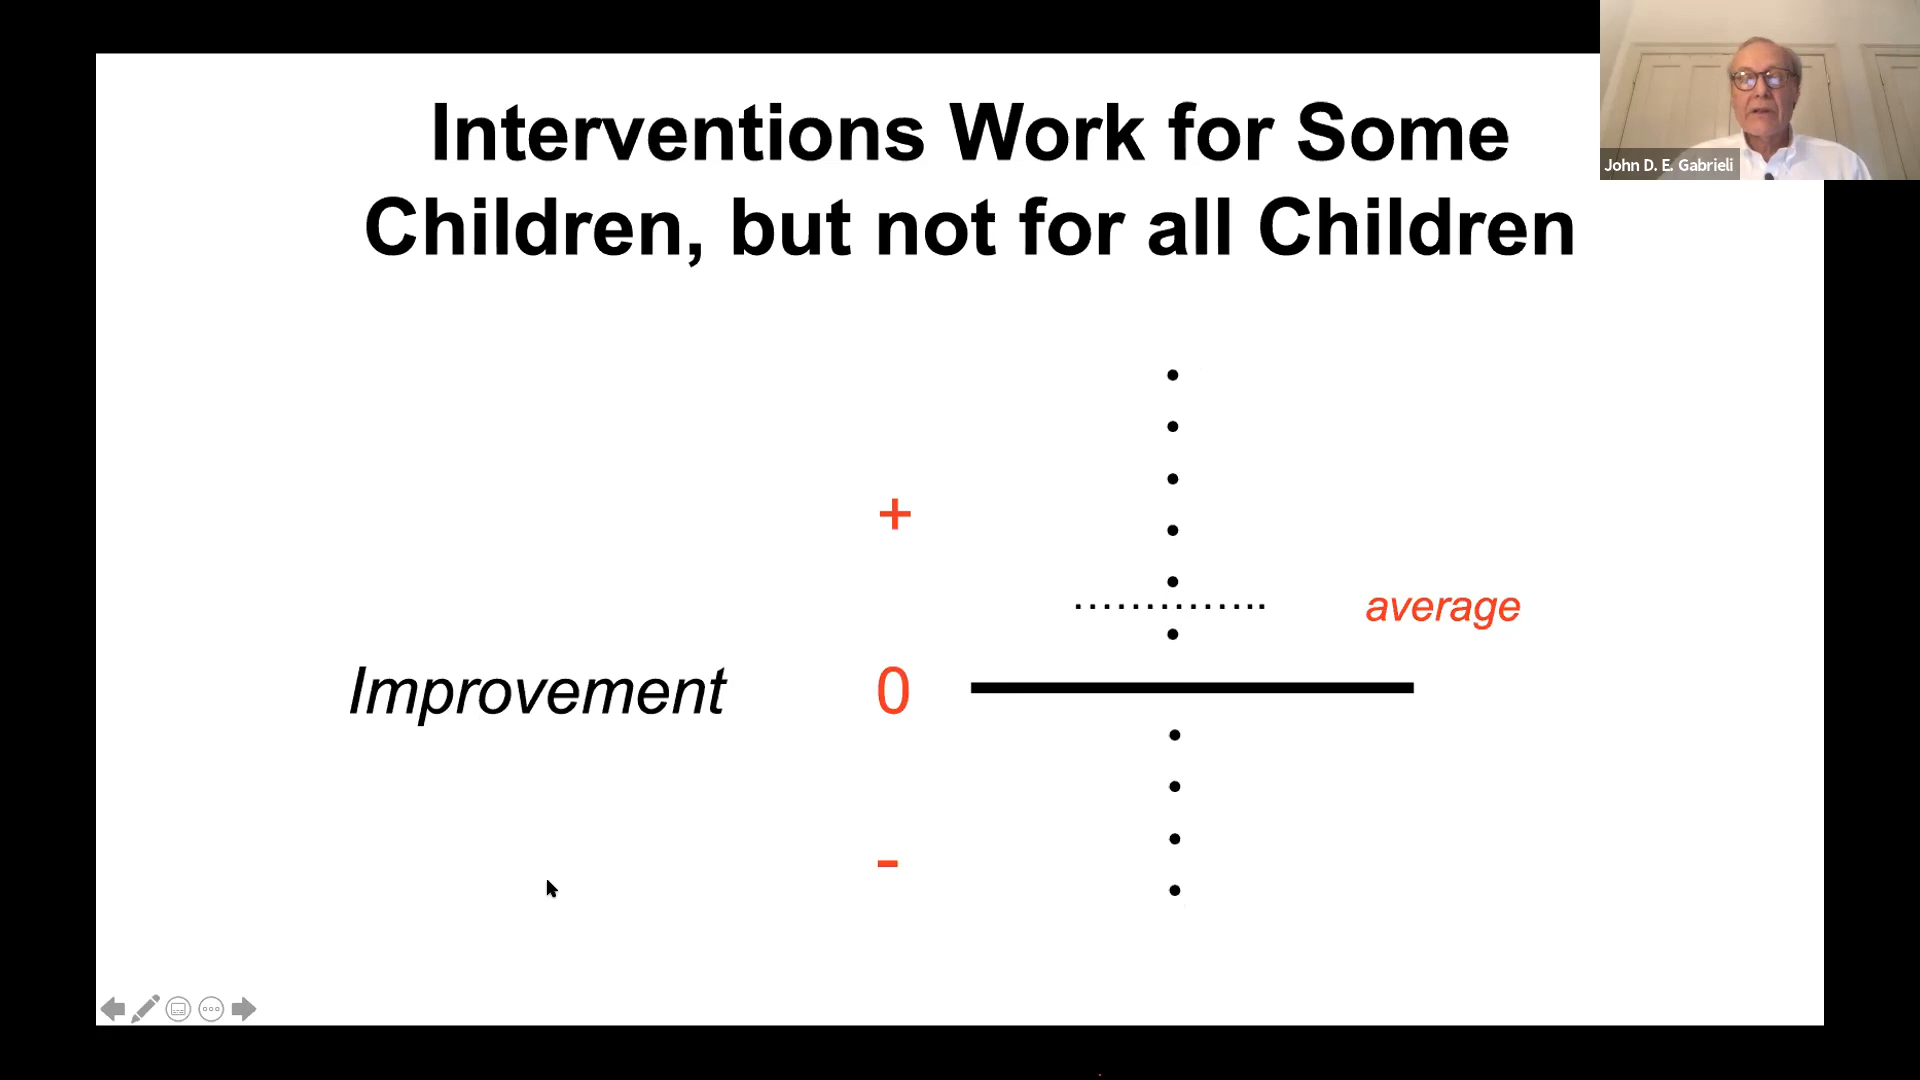 Interventions Work for Some
Children, but not for all Children
John D. E. Gabrieli
+
average
Improvement 0
-